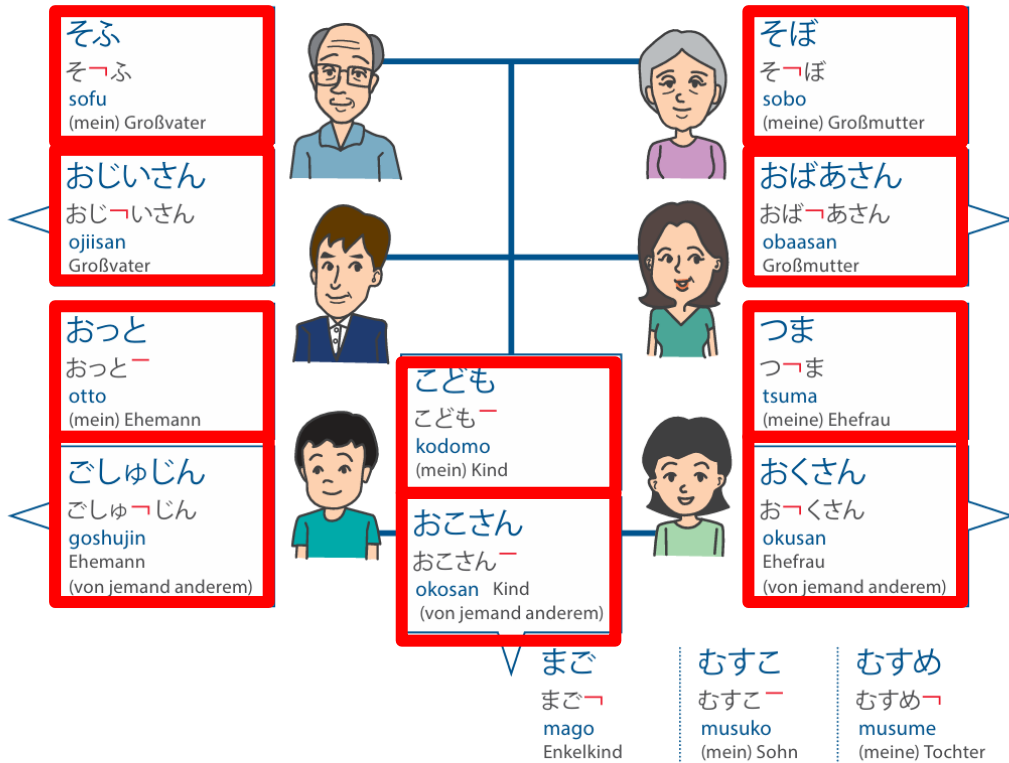 そふ
そ¬ふ
sofu
(mein) Großvater
おじいさん
おじ¬いさん
ojiisan
Großvater
そぼ
そ¬ぼ
sobo
(meine) Großmutter
おばあさん
おば¬あさん
obaasan
Großmutter
おっと
おっと¯
otto
(mein) Ehemann
ごしゅじん
ごしゅ¬じん
goshujin
Ehemann
(von jemand anderem)
こども
こども¯
kodomo
(mein) Kind
おこさん
おこさん¯
okosan Kind
(von jemand anderem)
つま
つ¬ま
tsuma
(meine) Ehefrau
おくさん
お¬くさん
okusan
Ehefrau
(von jemand anderem)
まご
まご¬
mago
Enkelkind
むすこ
むすこ¯
musuko
(mein) Sohn
むすめ
むすめ¬
musume
(meine) Tochter